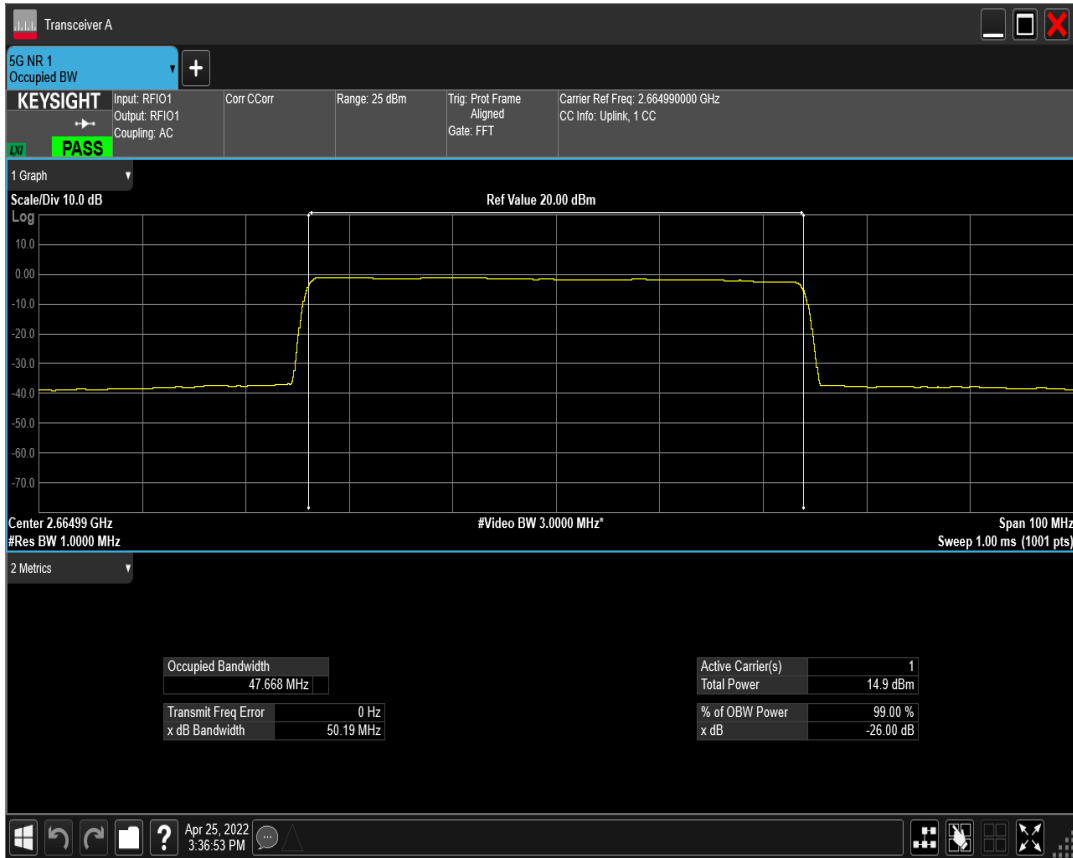 Transceiver A
5G NR 1
Occupied BW
+
KEYSIGHT
LXI
PASS
Input: RFIO1
Output: RFIO1
Coupling: AC
Corr CCorr
Range: 25 dBm
Trig: Prot Frame
Aligned
Gate: FFT
Carrier Ref Freq: 2.664990000 GHz
CC Info: Uplink, 1 CC
1 Graph
Scale/Div 10.0 dB
Ref Value 20.00 dBm
Log
10.0
0.00
-10.0
-20.0
-30.0
-40.0
-50.0
-60.0
-70.0
Center 2.66499 GHz
#Video BW 3.0000 MHz*
Span 100 MHz
#Res BW 1.0000 MHz
Sweep 1.00 ms (1001 pts)
2 Metrics
Occupied Bandwidth
47.668 MHz
Transmit Freq Error 0 Hz
x dB Bandwidth 50.19 MHz
Active Carrier(s) 1
Total Power 14.9 dBm
% of OBW Power 99.00 %
x dB -26.00 dB
?
Apr 25, 2022
3:36:53 PM